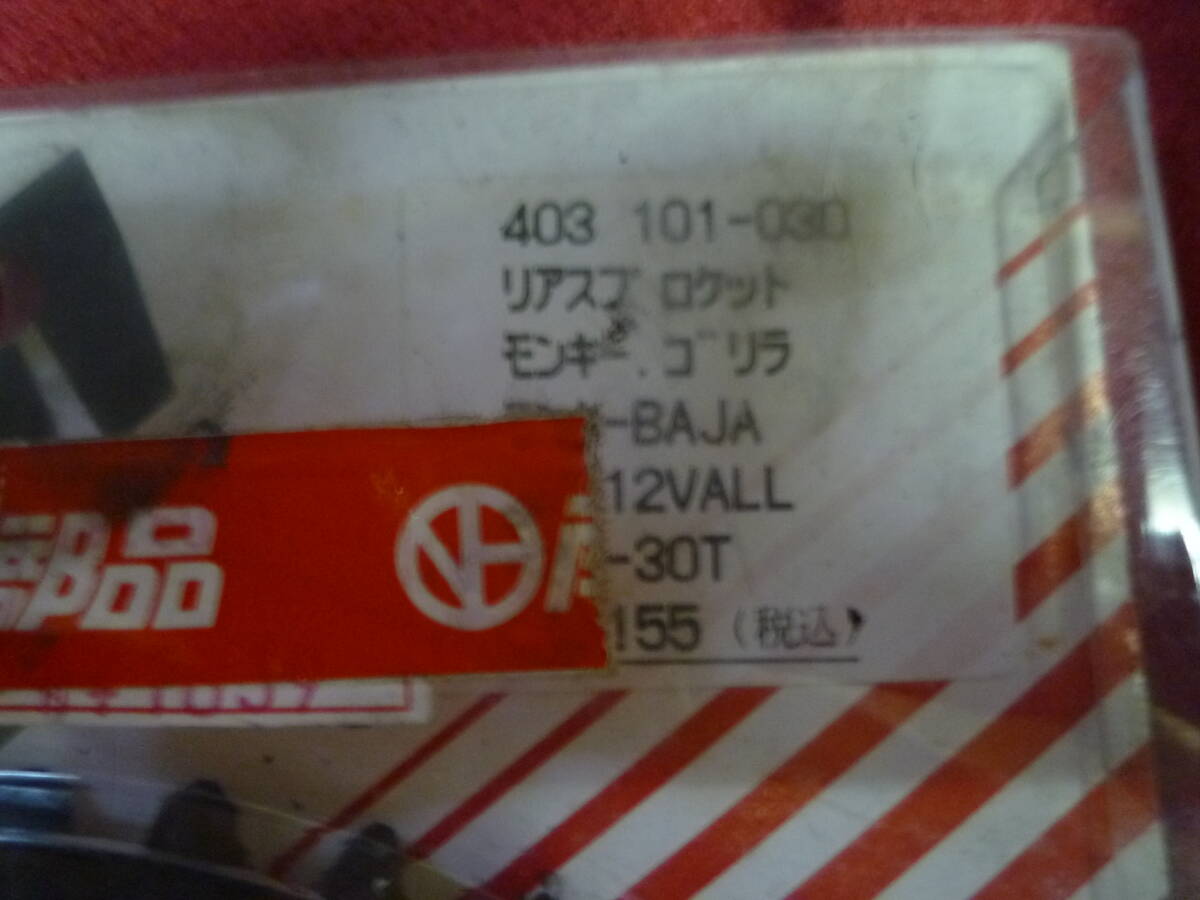 403 101-030
リアスプロケット
モンキー.ゴリラ
-BAJA
12VALL
-30T
155 (税込)
部品